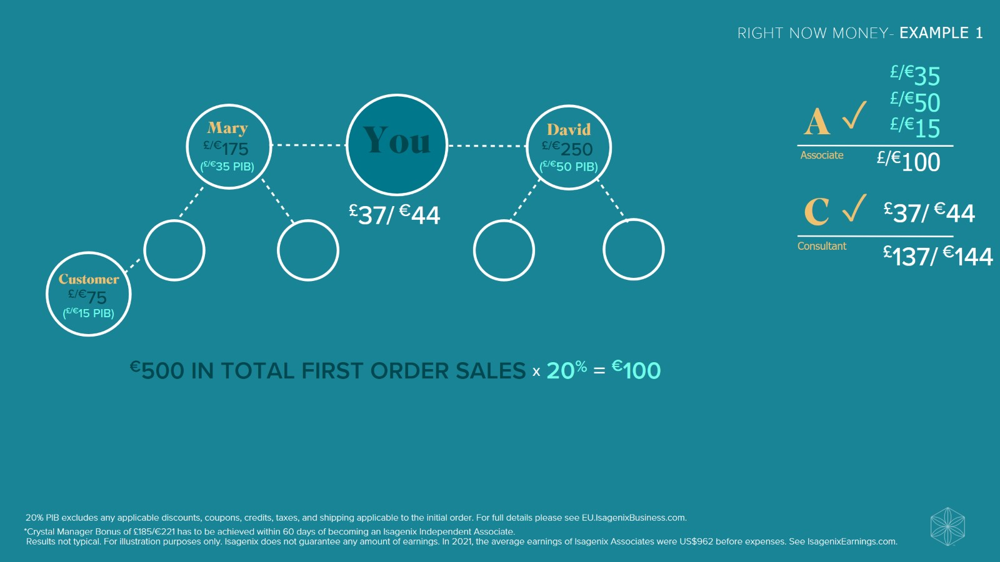 RIGHT NOW MONEY- EXAMPLE 1
£/€35
£/€50
£/€15
A ✓
Associate
£/€100
C ✓ £37/ €44
Consultant
£137/ €144
Mary
£/€175
(£/€35 PIB)
You
£37/ €44
David
£/€250
(£/€50 PIB)
Customer
£/€75
(£/€15 PIB)
€500 IN TOTAL FIRST ORDER SALES x 20% = €100
20% PIB excludes any applicable discounts, coupons, credits, taxes, and shipping applicable to the initial order. For full details please see EU.IsagenixBusiness.com.
*Crystal Manager Bonus of £185/€221 has to be achieved within 60 days of becoming an Isagenix Independent Associate.
Results not typical. For illustration purposes only. Isagenix does not guarantee any amount of earnings. In 2021, the average earnings of Isagenix Associates were US$962 before expenses. See IsagenixEarnings.com.